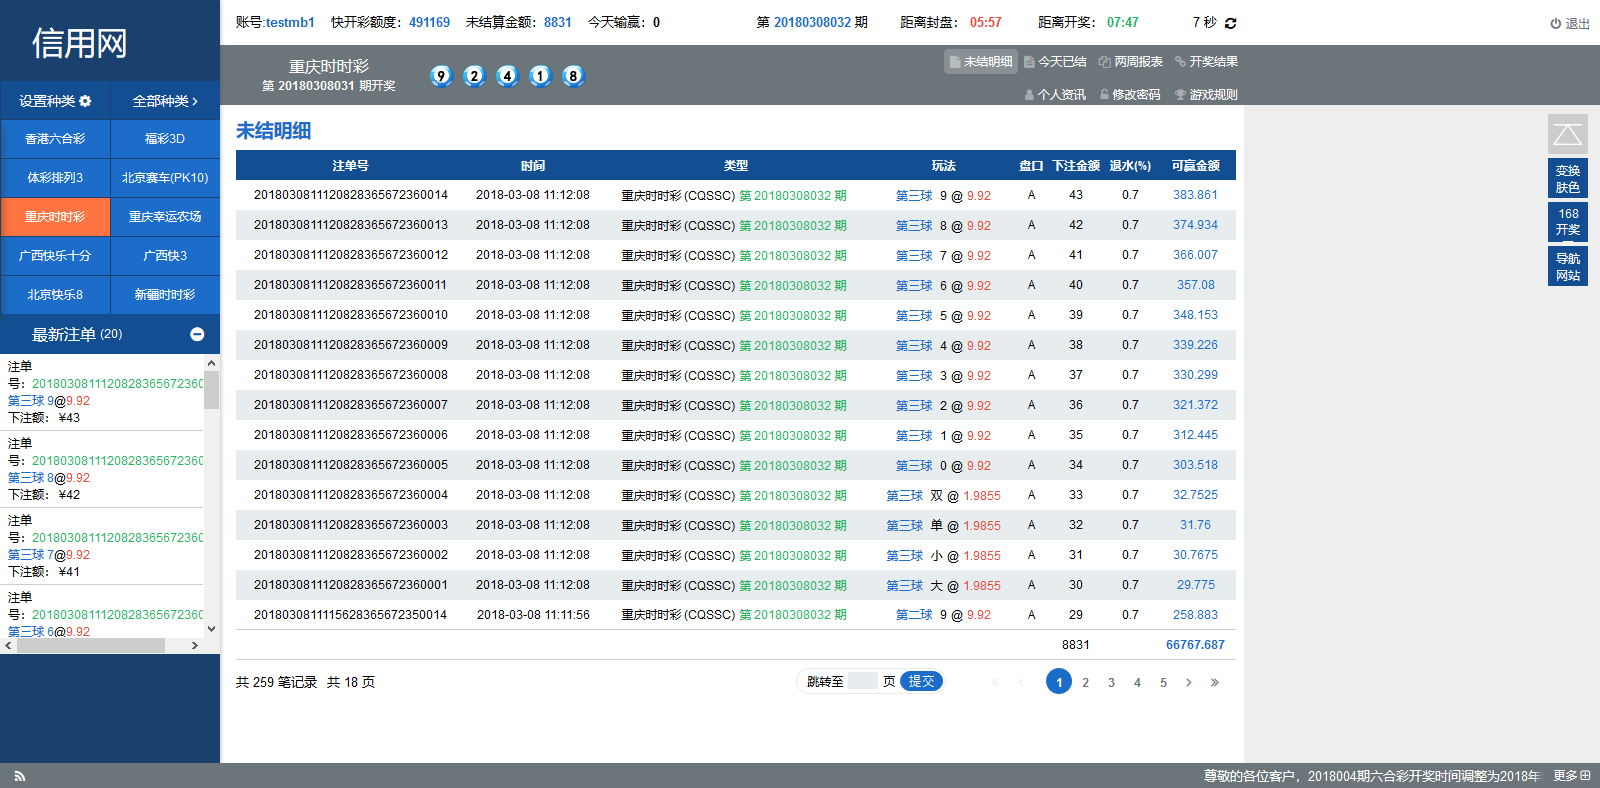 信用网
账号:testmb1 快开彩额度：491169 未结算金额：8831 今天输赢：0 第 20180308032 期 距离封盘： 05:57 距离开奖： 07:47 7 秒 退出
重庆时时彩
第 20180308031 期开奖
9 2 4 1 8
未结明细 今天已结 两周报表 开奖结果
个人资讯 修改密码 游戏规则
设置种类 全部种类
香港六合彩 福彩3D
体彩排列3 北京赛车(PK10)
重庆时时彩 重庆幸运农场
广西快乐十分 广西快3
北京快乐8 新疆时时彩
最新注单 (20)
注单
号：2018030811120828365672360
第三球 9@9.92
下注额： ¥43
注单
号：2018030811120828365672360
第三球 8@9.92
下注额： ¥42
注单
号：2018030811120828365672360
第三球 7@9.92
下注额： ¥41
注单
号：2018030811120828365672360
第三球 6@9.92
未结明细
注单号 时间 类型 玩法 盘口 下注金额 退水(%) 可赢金额
20180308111208283656723​60014 2018-03-08 11:12:08 重庆时时彩 (CQSSC) 第 20180308032 期 第三球 9 @ 9.92 A 43 0.7 383.861
2018030811120828365672360013 2018-03-08 11:12:08 重庆时时彩 (CQSSC) 第 20180308032 期 第三球 8 @ 9.92 A 42 0.7 374.934
2018030811120828365672360012 2018-03-08 11:12:08 重庆时时彩 (CQSSC) 第 20180308032 期 第三球 7 @ 9.92 A 41 0.7 366.007
2018030811120828365672360011 2018-03-08 11:12:08 重庆时时彩 (CQSSC) 第 20180308032 期 第三球 6 @ 9.92 A 40 0.7 357.08
2018030811120828365672360010 2018-03-08 11:12:08 重庆时时彩 (CQSSC) 第 20180308032 期 第三球 5 @ 9.92 A 39 0.7 348.153
2018030811120828365672360009 2018-03-08 11:12:08 重庆时时彩 (CQSSC) 第 20180308032 期 第三球 4 @ 9.92 A 38 0.7 339.226
2018030811120828365672360008 2018-03-08 11:12:08 重庆时时彩 (CQSSC) 第 20180308032 期 第三球 3 @ 9.92 A 37 0.7 330.299
2018030811120828365672360007 2018-03-08 11:12:08 重庆时时彩 (CQSSC) 第 20180308032 期 第三球 2 @ 9.92 A 36 0.7 321.372
2018030811120828365672360006 2018-03-08 11:12:08 重庆时时彩 (CQSSC) 第 20180308032 期 第三球 1 @ 9.92 A 35 0.7 312.445
2018030811120828365672360005 2018-03-08 11:12:08 重庆时时彩 (CQSSC) 第 20180308032 期 第三球 0 @ 9.92 A 34 0.7 303.518
2018030811120828365672360004 2018-03-08 11:12:08 重庆时时彩 (CQSSC) 第 20180308032 期 第三球 双 @ 1.9855 A 33 0.7 32.7525
2018030811120828365672360003 2018-03-08 11:12:08 重庆时时彩 (CQSSC) 第 20180308032 期 第三球 单 @ 1.9855 A 32 0.7 31.76
2018030811120828365672360002 2018-03-08 11:12:08 重庆时时彩 (CQSSC) 第 20180308032 期 第三球 小 @ 1.9855 A 31 0.7 30.7675
2018030811120828365672360001 2018-03-08 11:12:08 重庆时时彩 (CQSSC) 第 20180308032 期 第三球 大 @ 1.9855 A 30 0.7 29.775
2018030811115628365672350014 2018-03-08 11:11:56 重庆时时彩 (CQSSC) 第 20180308032 期 第二球 9 @ 9.92 A 29 0.7 258.883
8831 66767.687
共 259 笔记录 共 18 页 跳转至 页 提交 « ‹ 1 2 3 4 5 › »
变换
肤色
168
开奖
导航
网站
尊敬的各位客户，2018004期六合彩开奖时间调整为2018年 更多